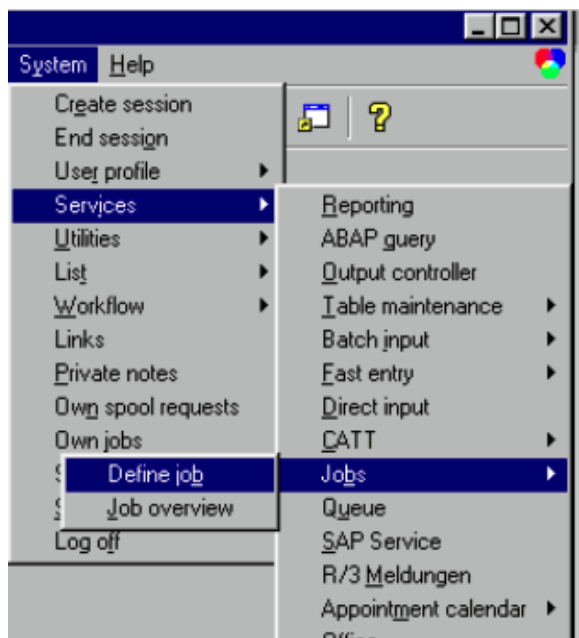 System Help
Create session
End session
User profile
Services
Utilities
List
Workflow
Links
Private notes
Own spool requests
Own jobs
Define job
Job overview
Log off
Reporting
ABAP query
Output controller
Table maintenance
Batch input
Fast entry
Direct input
CATT
Jobs
Queue
SAP Service
R/3 Meldungen
Appointment calendar